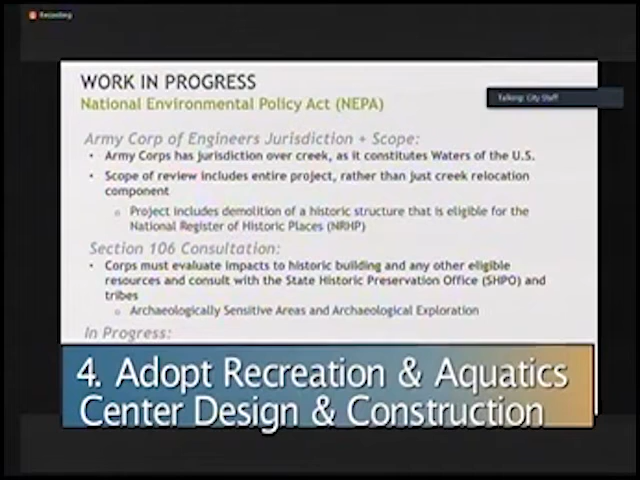 Recording
WORK IN PROGRESS
National Environmental Policy Act (NEPA)
Talking: City Staff
Army Corp of Engineers Jurisdiction + Scope:
• Army Corps has jurisdiction over creek, as it constitutes Waters of the U.S.
• Scope of review includes entire project, rather than just creek relocation
component
o Project includes demolition of a historic structure that is eligible for the
National Register of Historic Places (NRHP)
Section 106 Consultation:
• Corps must evaluate impacts to historic building and any other eligible
resources and consult with the State Historic Preservation Office (SHPO) and
tribes
o Archaeologically Sensitive Areas and Archaeological Exploration
In Progress:
4. Adopt Recreation & Aquatics
Center Design & Construction